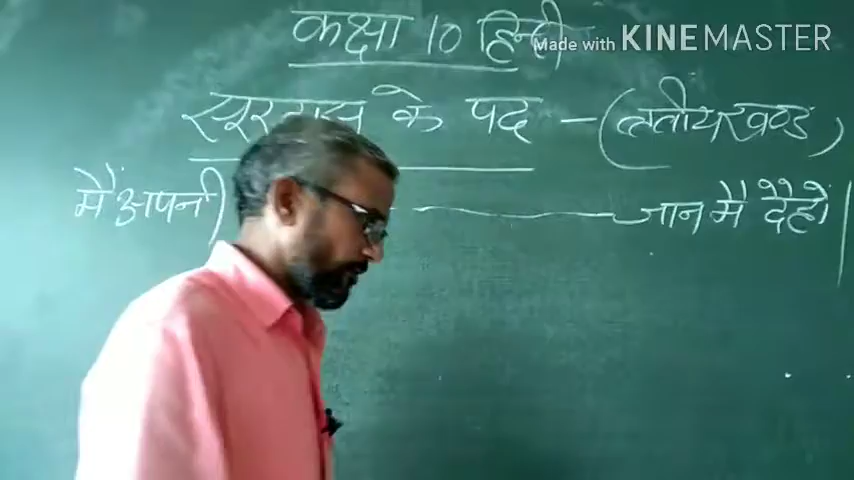 कक्षा 10 हिन्दी
Made with KINEMASTER
सूरदास के पद – (तृतीय खण्ड)
मैं अपनी ——— जान मैं दैहौं |